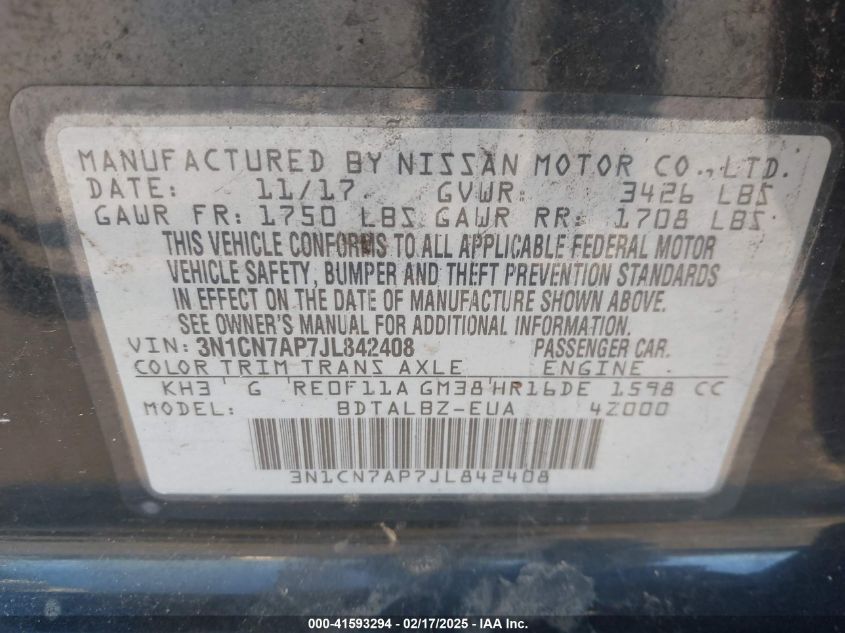 MANUFACTURED BY NISSAN MOTOR CO., LTD.
DATE: 11/17 GVWR: 3426 LBS
GAWR FR: 1750 LBS GAWR RR: 1708 LBS
THIS VEHICLE CONFORMS TO ALL APPLICABLE FEDERAL MOTOR
VEHICLE SAFETY, BUMPER AND THEFT PREVENTION STANDARDS
IN EFFECT ON THE DATE OF MANUFACTURE SHOWN ABOVE.
SEE OWNER'S MANUAL FOR ADDITIONAL INFORMATION.
VIN: 3N1CN7AP7JL842408 PASSENGER CAR.
COLOR TRIM TRANS AXLE ENGINE
KH3 G RE0F11A GM38 HR16DE 1598 CC
MODEL: BDTALBZ-EUA 4Z000
3N1CN7AP7JL842408
000-41593294 - 02/17/2025 - IAA Inc.